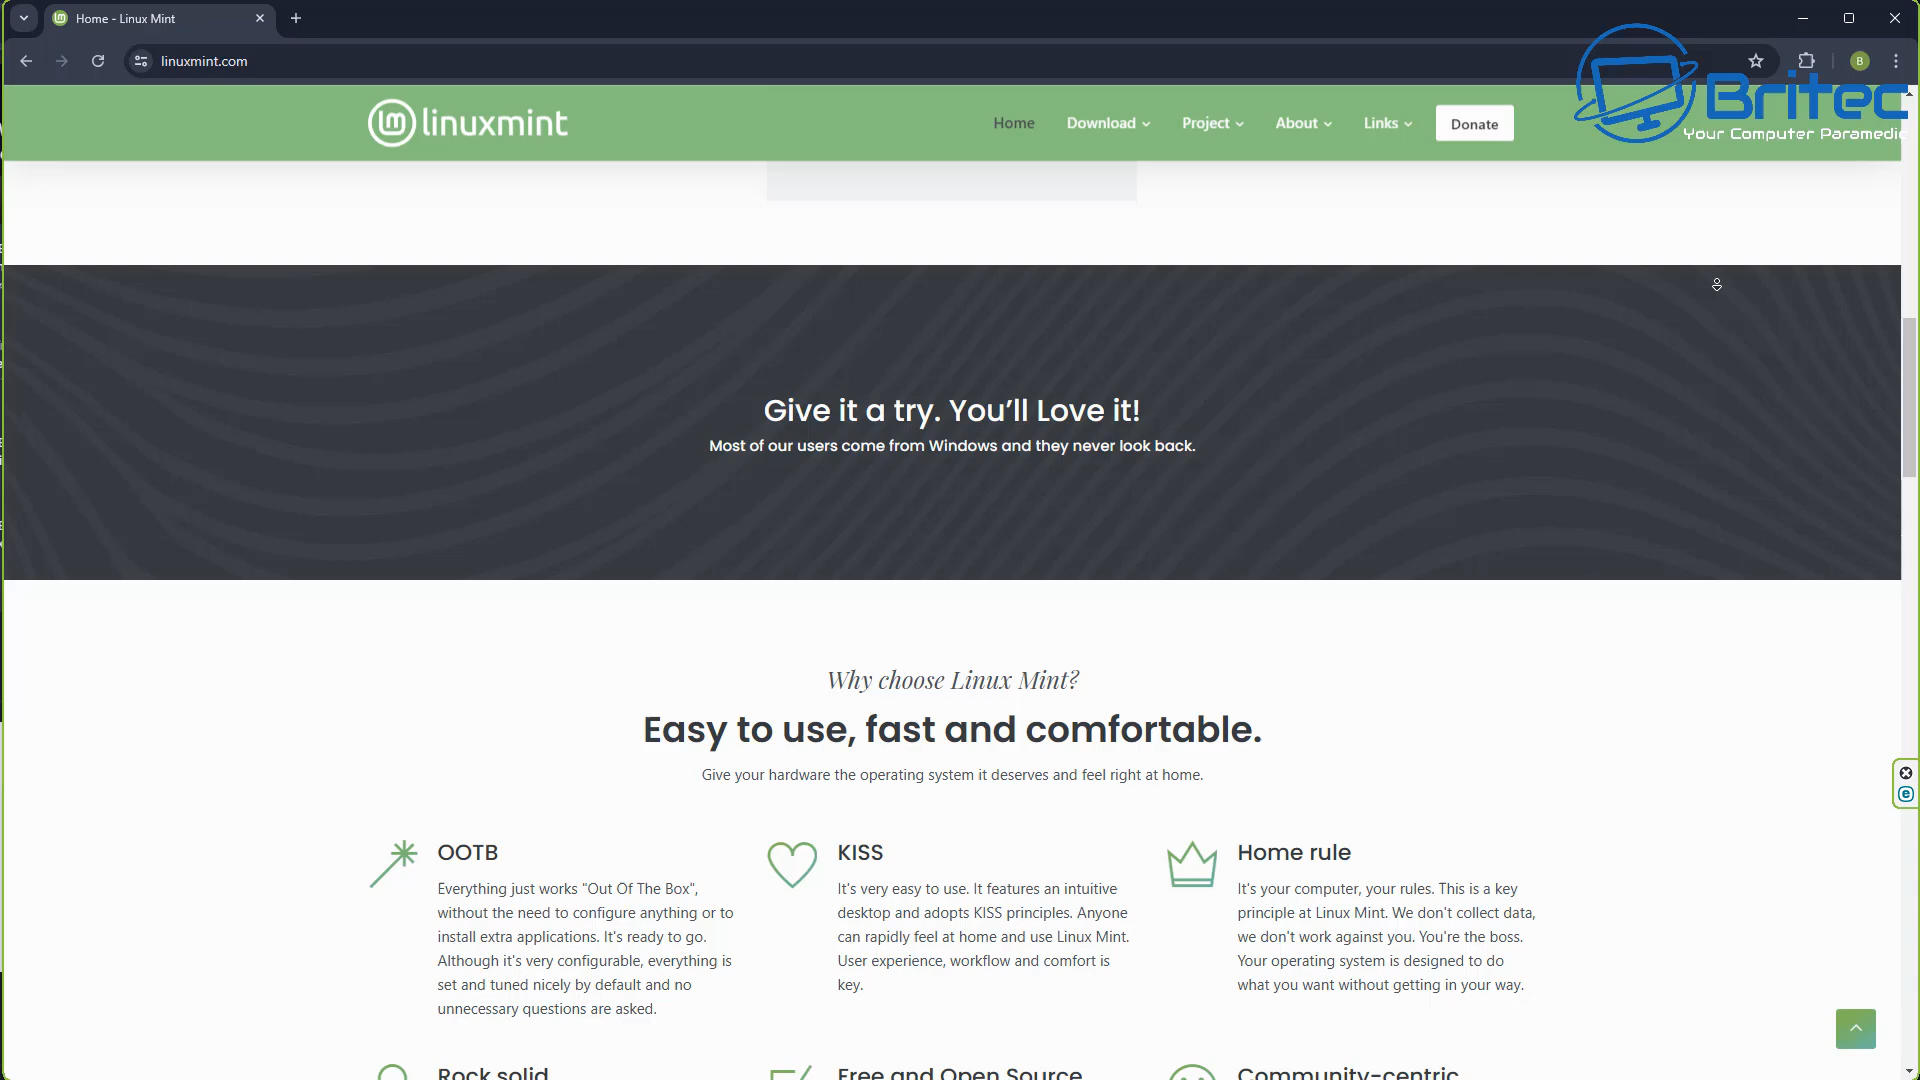 Home - Linux Mint
linuxmint.com
B
Britec
Your Computer Paramedic
linuxmint
Home
Download
Project
About
Links
Donate
Give it a try. You’ll Love it!
Most of our users come from Windows and they never look back.
Why choose Linux Mint?
Easy to use, fast and comfortable.
Give your hardware the operating system it deserves and feel right at home.
OOTB
Everything just works "Out Of The Box",
without the need to configure anything or to
install extra applications. It's ready to go.
Although it's very configurable, everything is
set and tuned nicely by default and no
unnecessary questions are asked.
KISS
It's very easy to use. It features an intuitive
desktop and adopts KISS principles. Anyone
can rapidly feel at home and use Linux Mint.
User experience, workflow and comfort is
key.
Home rule
It's your computer, your rules. This is a key
principle at Linux Mint. We don't collect data,
we don't work against you. You're the boss.
Your operating system is designed to do
what you want without getting in your way.
Rock solid
Free and Open Source
Community-centric